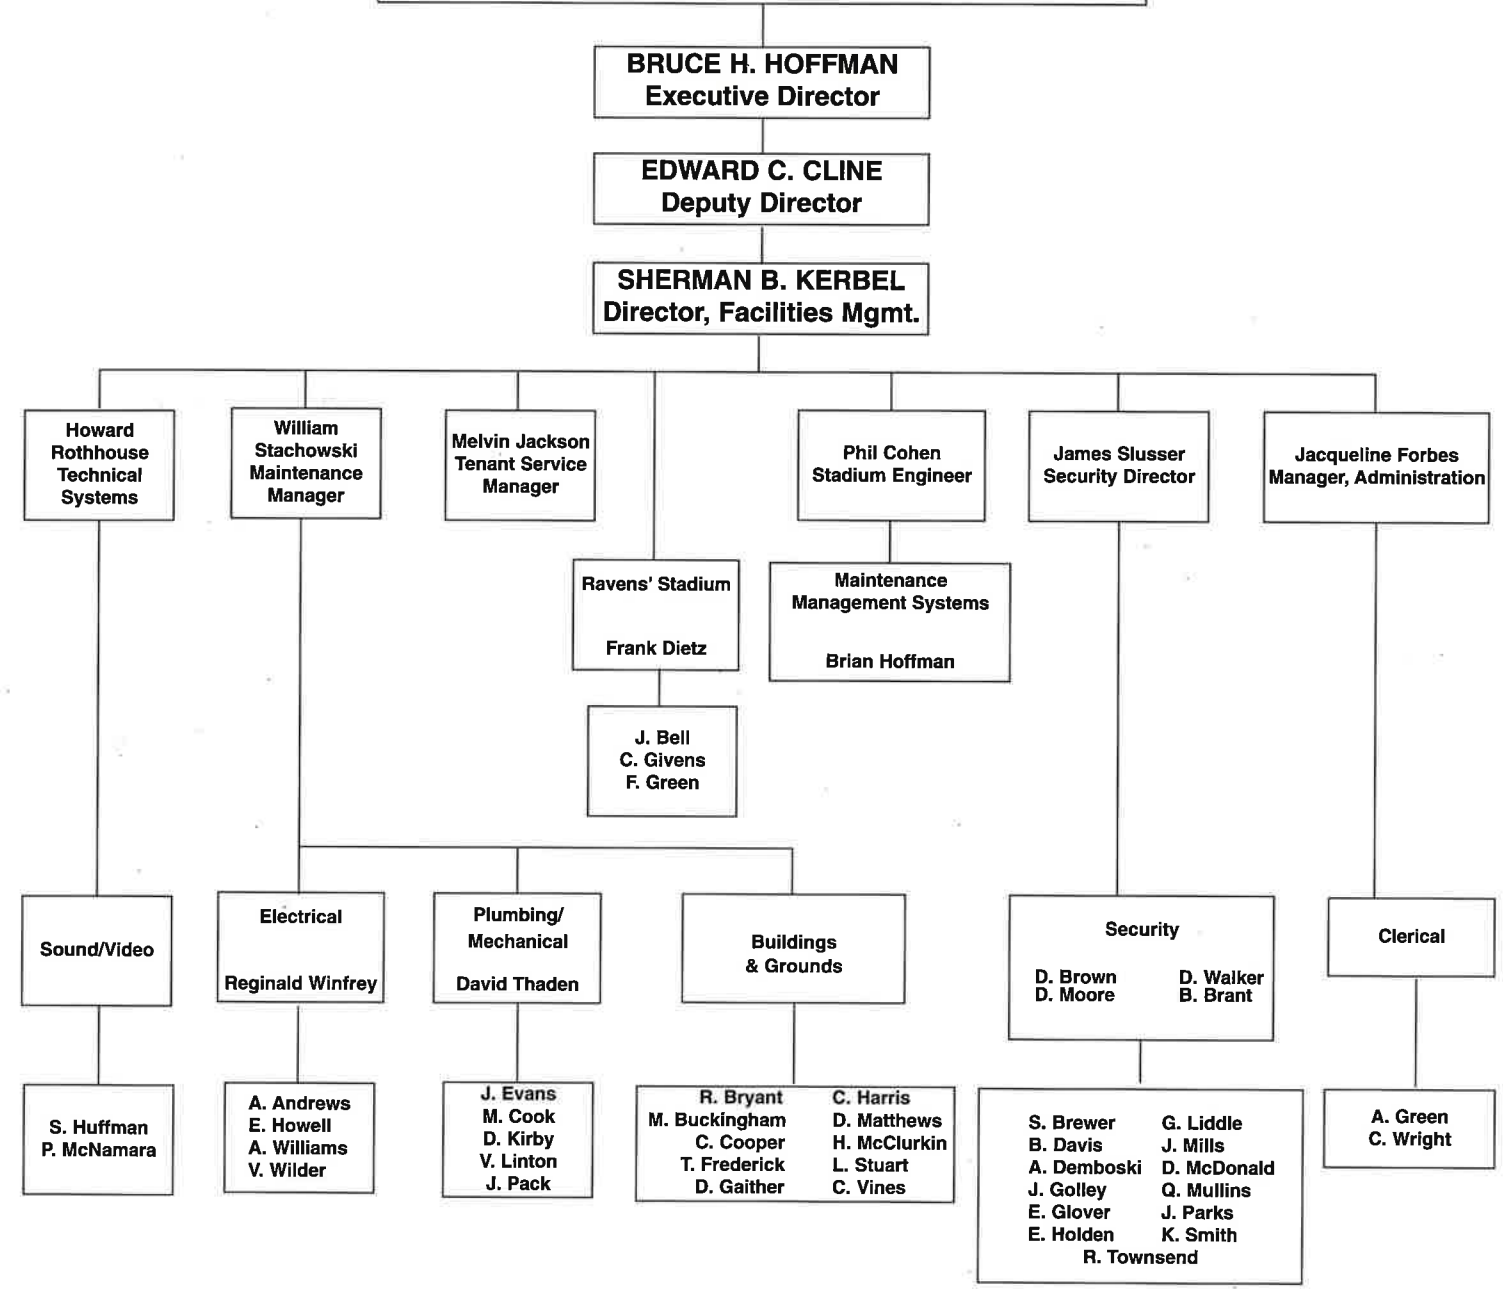 BRUCE H. HOFFMAN
Executive Director
EDWARD C. CLINE
Deputy Director
SHERMAN B. KERBEL
Director, Facilities Mgmt.
Howard
Rothhouse
Technical
Systems
William
Stachowski
Maintenance
Manager
Melvin Jackson
Tenant Service
Manager
Phil Cohen
Stadium Engineer
James Slusser
Security Director
Jacqueline Forbes
Manager, Administration
Ravens' Stadium
Frank Dietz
Maintenance
Management Systems
Brian Hoffman
J. Bell
C. Givens
F. Green
Sound/Video
Electrical
Reginald Winfrey
Plumbing/
Mechanical
David Thaden
Buildings
& Grounds
Security
D. Brown D. Walker
D. Moore B. Brant
Clerical
S. Huffman
P. McNamara
A. Andrews
E. Howell
A. Williams
V. Wilder
J. Evans
M. Cook
D. Kirby
V. Linton
J. Pack
R. Bryant C. Harris
M. Buckingham D. Matthews
C. Cooper H. McClurkin
T. Frederick L. Stuart
D. Gaither C. Vines
S. Brewer G. Liddle
B. Davis J. Mills
A. Demboski D. McDonald
J. Golley Q. Mullins
E. Glover J. Parks
E. Holden K. Smith
R. Townsend
A. Green
C. Wright